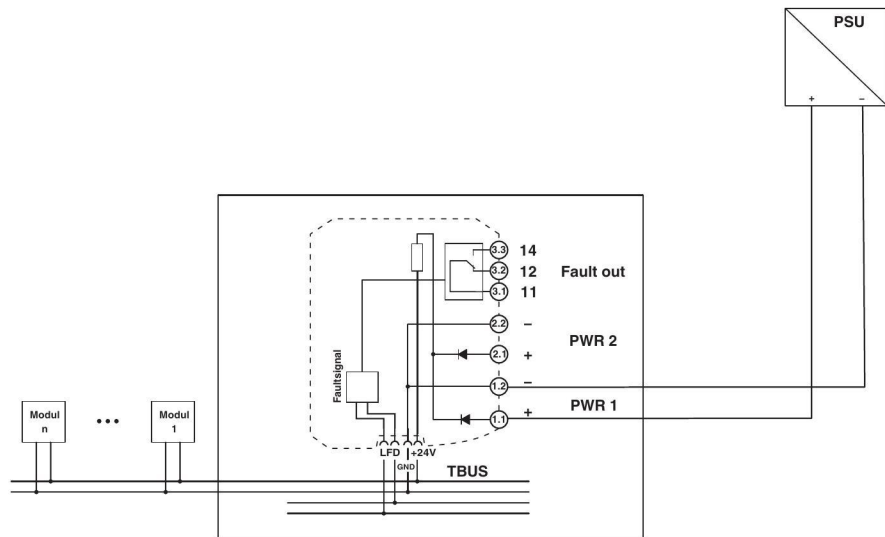 PSU
+ −
3.3 14
3.2 12 Fault out
3.1 11
2.2 −
PWR 2
2.1 +
1.2 −
PWR 1
1.1 +
Faultsignal
Modul
n
•••
Modul
1
LFD +24V
GND
TBUS